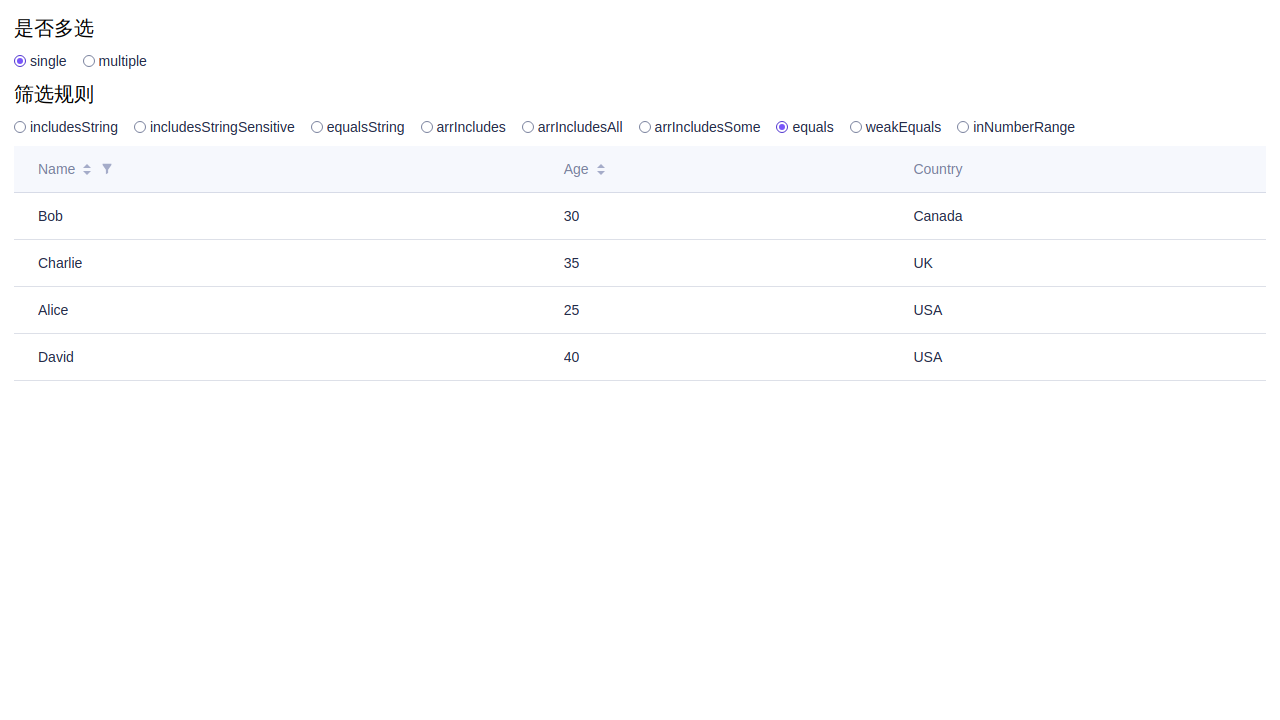 是否多选
single multiple
筛选规则
includesString includesStringSensitive equalsString arrIncludes arrIncludesAll arrIncludesSome equals weakEquals inNumberRange
Name Age Country
Bob 30 Canada
Charlie 35 UK
Alice 25 USA
David 40 USA